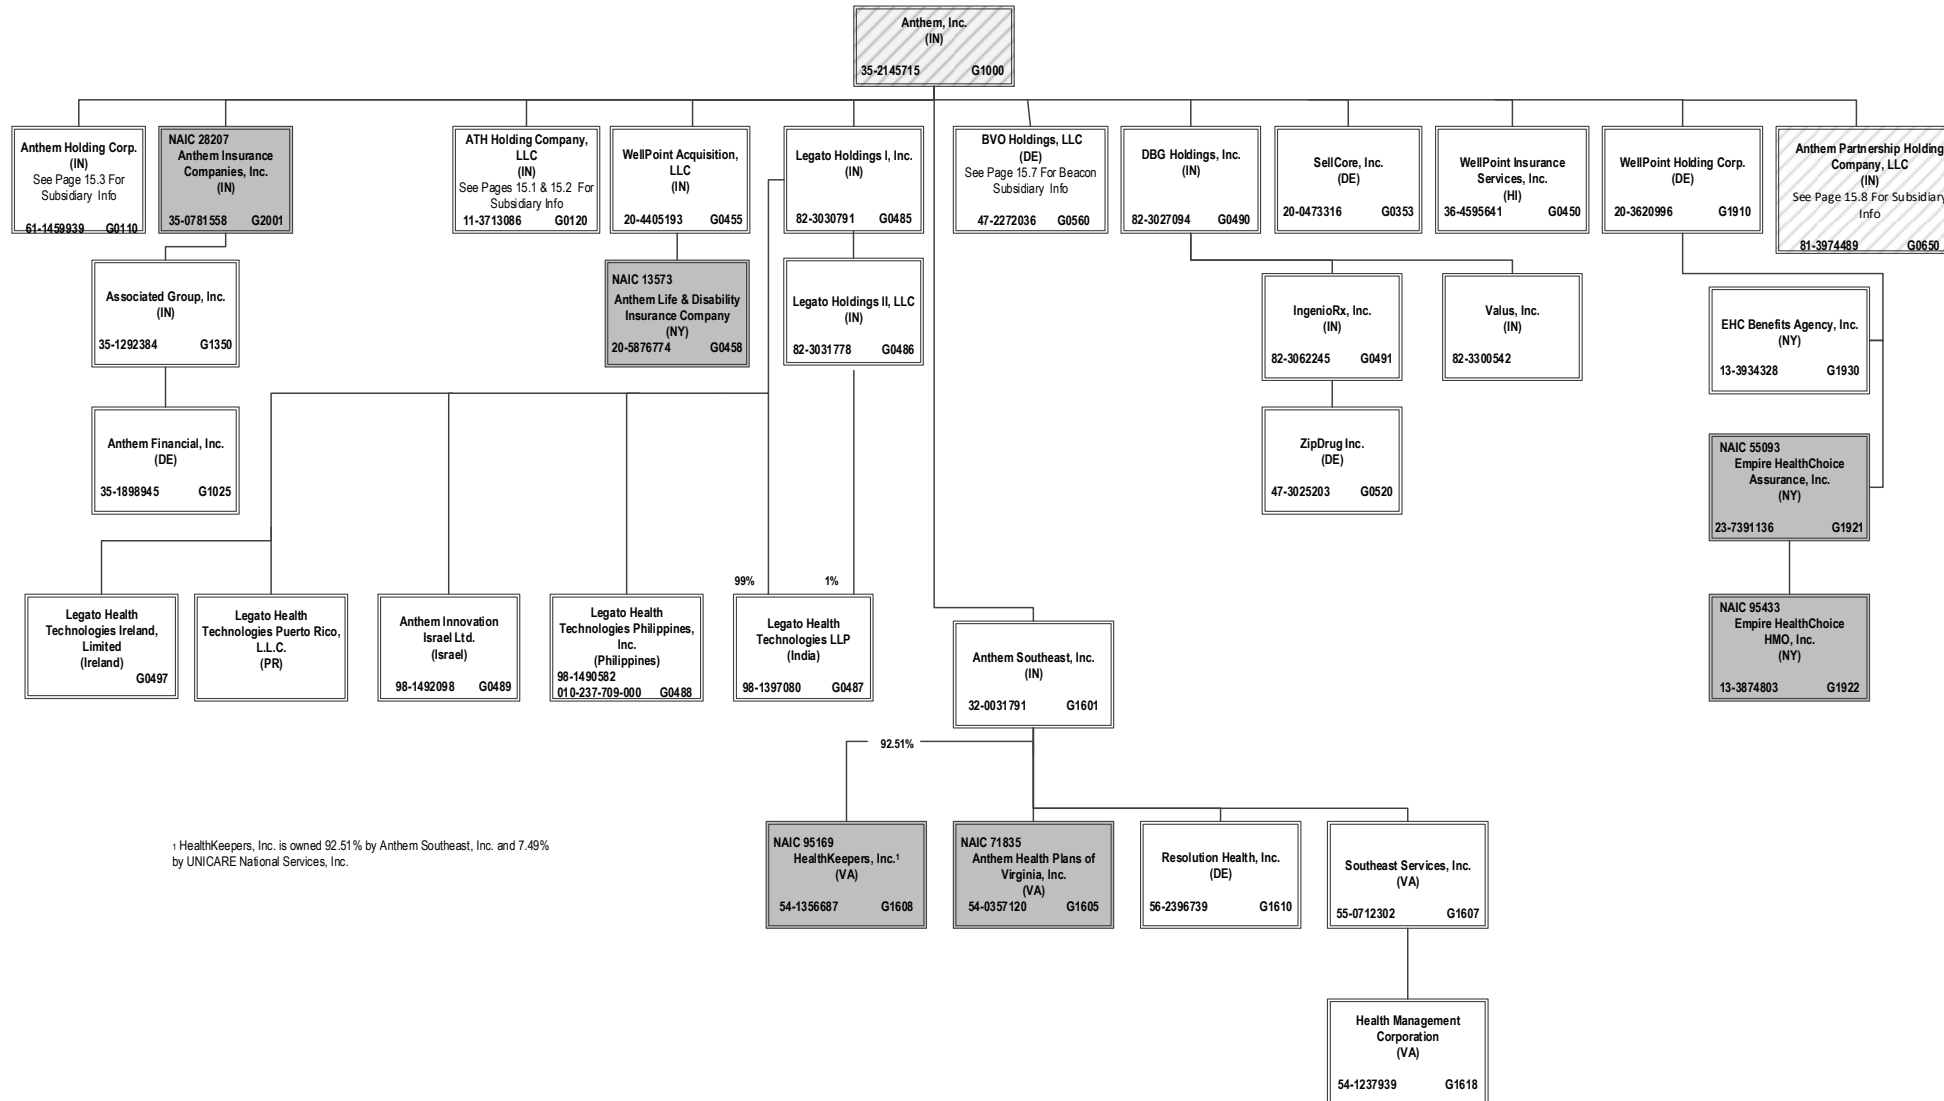 Anthem, Inc.
(IN)
35-2145715 G1000
Anthem Holding Corp.
(IN)
See Page 15.3 For
Subsidiary Info
61-1459939 G0110
NAIC 28207
Anthem Insurance
Companies, Inc.
(IN)
35-0781558 G2001
ATH Holding Company,
LLC
(IN)
See Pages 15.1 & 15.2 For
Subsidiary Info
11-3713086 G0120
WellPoint Acquisition,
LLC
(IN)
20-4405193 G0455
Legato Holdings I, Inc.
(IN)
82-3030791 G0485
BVO Holdings, LLC
(DE)
See Page 15.7 For Beacon
Subsidiary Info
47-2272036 G0560
DBG Holdings, Inc.
(IN)
82-3027094 G0490
SellCore, Inc.
(DE)
20-0473316 G0353
WellPoint Insurance
Services, Inc.
(HI)
36-4595641 G0450
WellPoint Holding Corp.
(DE)
20-3620996 G1910
Anthem Partnership Holding
Company, LLC
(IN)
See Page 15.8 For Subsidiary
Info
81-3974489 G0650
Associated Group, Inc.
(IN)
35-1292384 G1350
NAIC 13573
Anthem Life & Disability
Insurance Company
(NY)
20-5876774 G0458
Legato Holdings II, LLC
(IN)
82-3031778 G0486
IngenioRx, Inc.
(IN)
82-3062245 G0491
Valus, Inc.
(IN)
82-3300542
EHC Benefits Agency, Inc.
(NY)
13-3934328 G1930
Anthem Financial, Inc.
(DE)
35-1898945 G1025
ZipDrug Inc.
(DE)
47-3025203 G0520
NAIC 55093
Empire HealthChoice
Assurance, Inc.
(NY)
23-7391136 G1921
99% 1%
Legato Health
Technologies Ireland,
Limited
(Ireland)
G0497
Legato Health
Technologies Puerto Rico,
L.L.C.
(PR)
Anthem Innovation
Israel Ltd.
(Israel)
98-1492098 G0489
Legato Health
Technologies Philippines,
Inc.
(Philippines)
98-1490582
010-237-709-000 G0488
Legato Health
Technologies LLP
(India)
98-1397080 G0487
Anthem Southeast, Inc.
(IN)
32-0031791 G1601
NAIC 95433
Empire HealthChoice
HMO, Inc.
(NY)
13-3874803 G1922
92.51%
1 HealthKeepers, Inc. is owned 92.51% by Anthem Southeast, Inc. and 7.49%
by UNICARE National Services, Inc.
NAIC 95169
HealthKeepers, Inc.¹
(VA)
54-1356687 G1608
NAIC 71835
Anthem Health Plans of
Virginia, Inc.
(VA)
54-0357120 G1605
Resolution Health, Inc.
(DE)
56-2396739 G1610
Southeast Services, Inc.
(VA)
55-0712302 G1607
Health Management
Corporation
(VA)
54-1237939 G1618